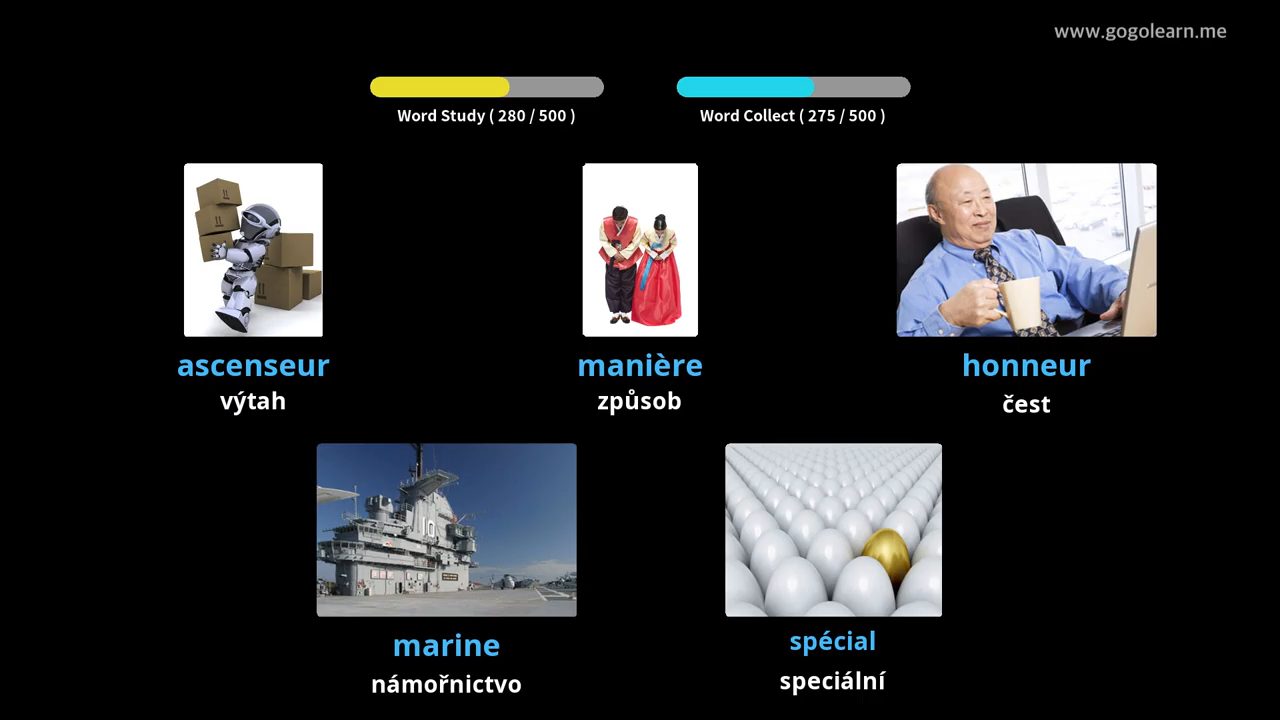 www.gogolearn.me
Word Study ( 280 / 500 )
Word Collect ( 275 / 500 )
ascenseur
výtah
manière
způsob
honneur
čest
10
marine
námořnictvo
spécial
speciální